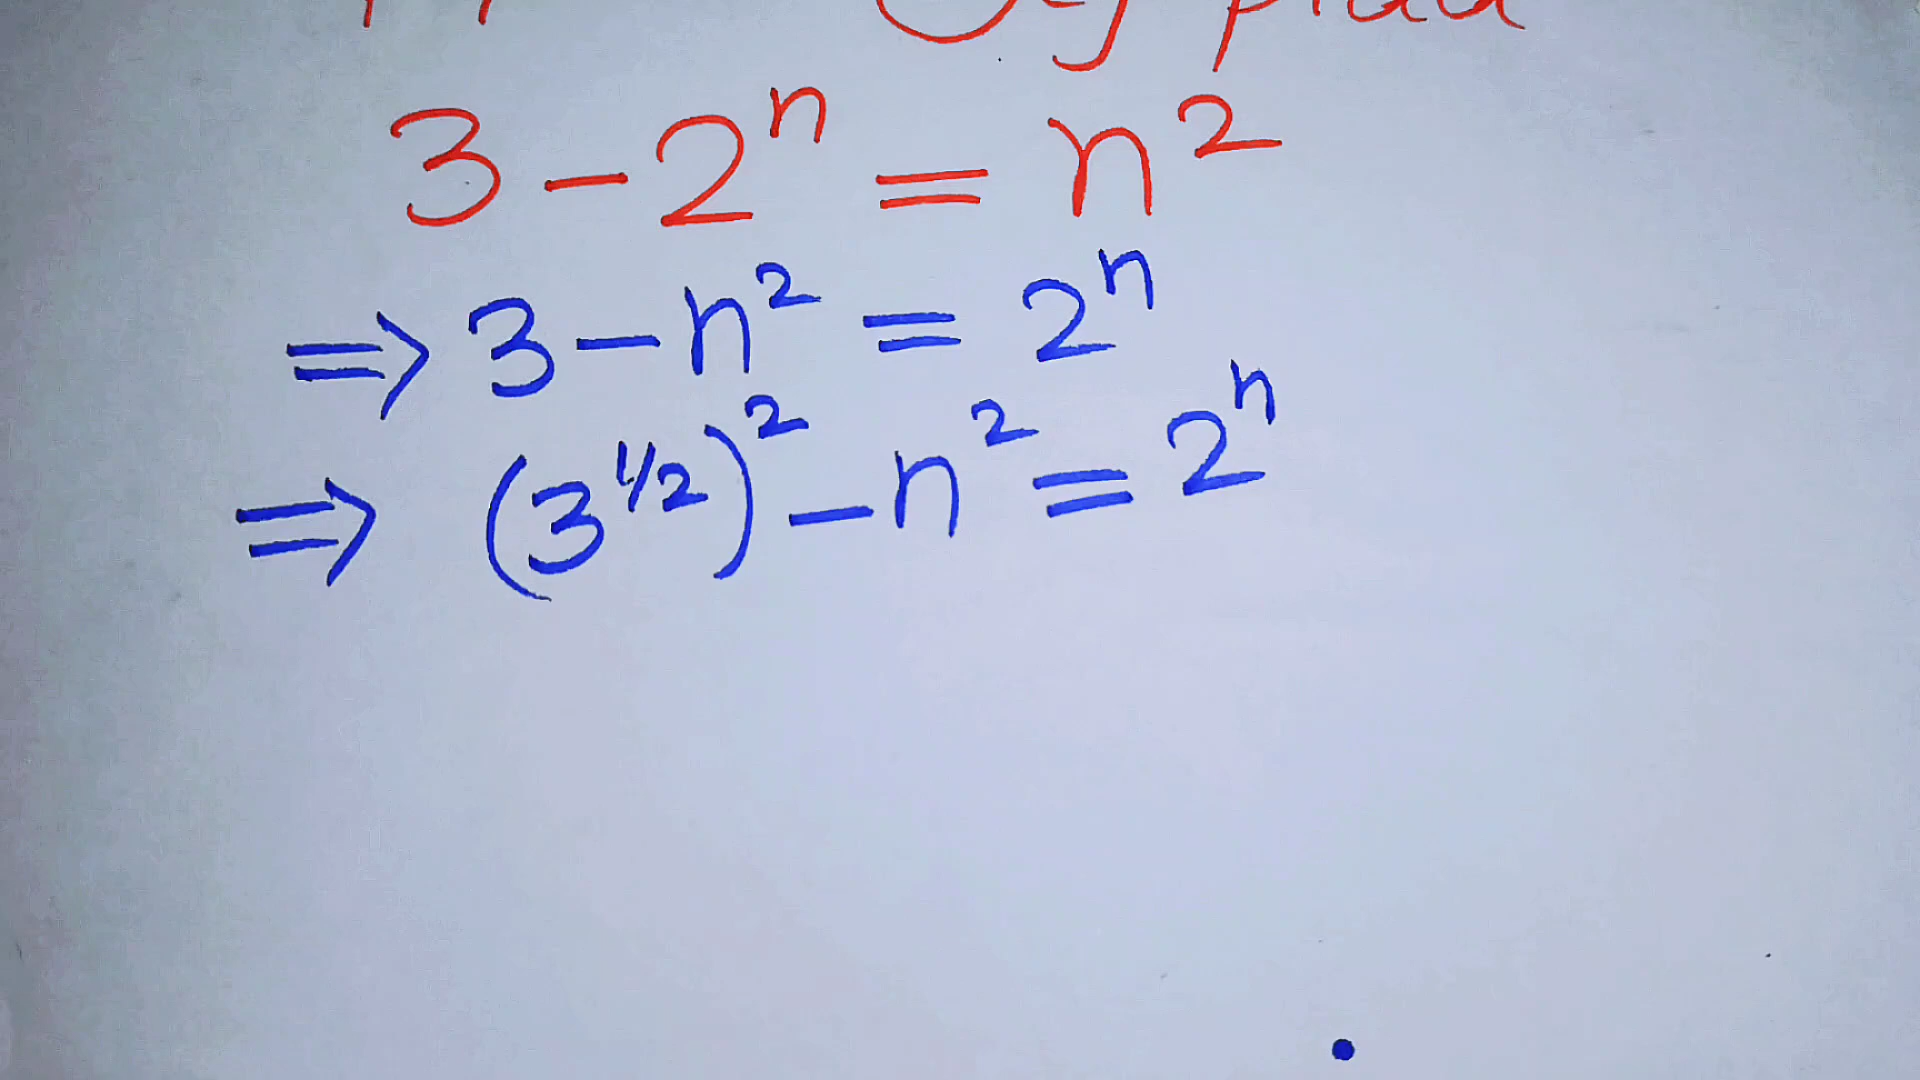 3 - 2ⁿ = n²
⇒ 3 - n² = 2ⁿ
⇒ (3^{1/2})² - n² = 2ⁿ